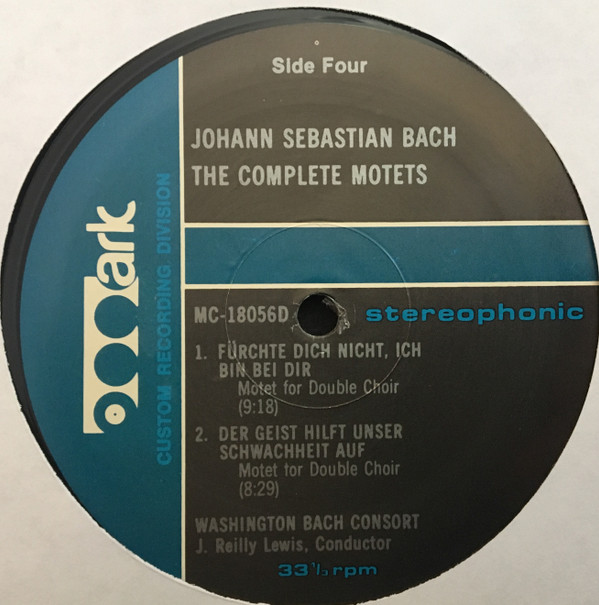 Side Four
JOHANN SEBASTIAN BACH
THE COMPLETE MOTETS
mark
CUSTOM RECORDING DIVISION
MC-18056D
stereophonic
1. FÜRCHTE DICH NICHT, ICH
BIN BEI DIR
Motet for Double Choir
(9:18)
2. DER GEIST HILFT UNSER
SCHWACHHEIT AUF
Motet for Double Choir
(8:29)
WASHINGTON BACH CONSORT
J. Reilly Lewis, Conductor
33⅓ rpm